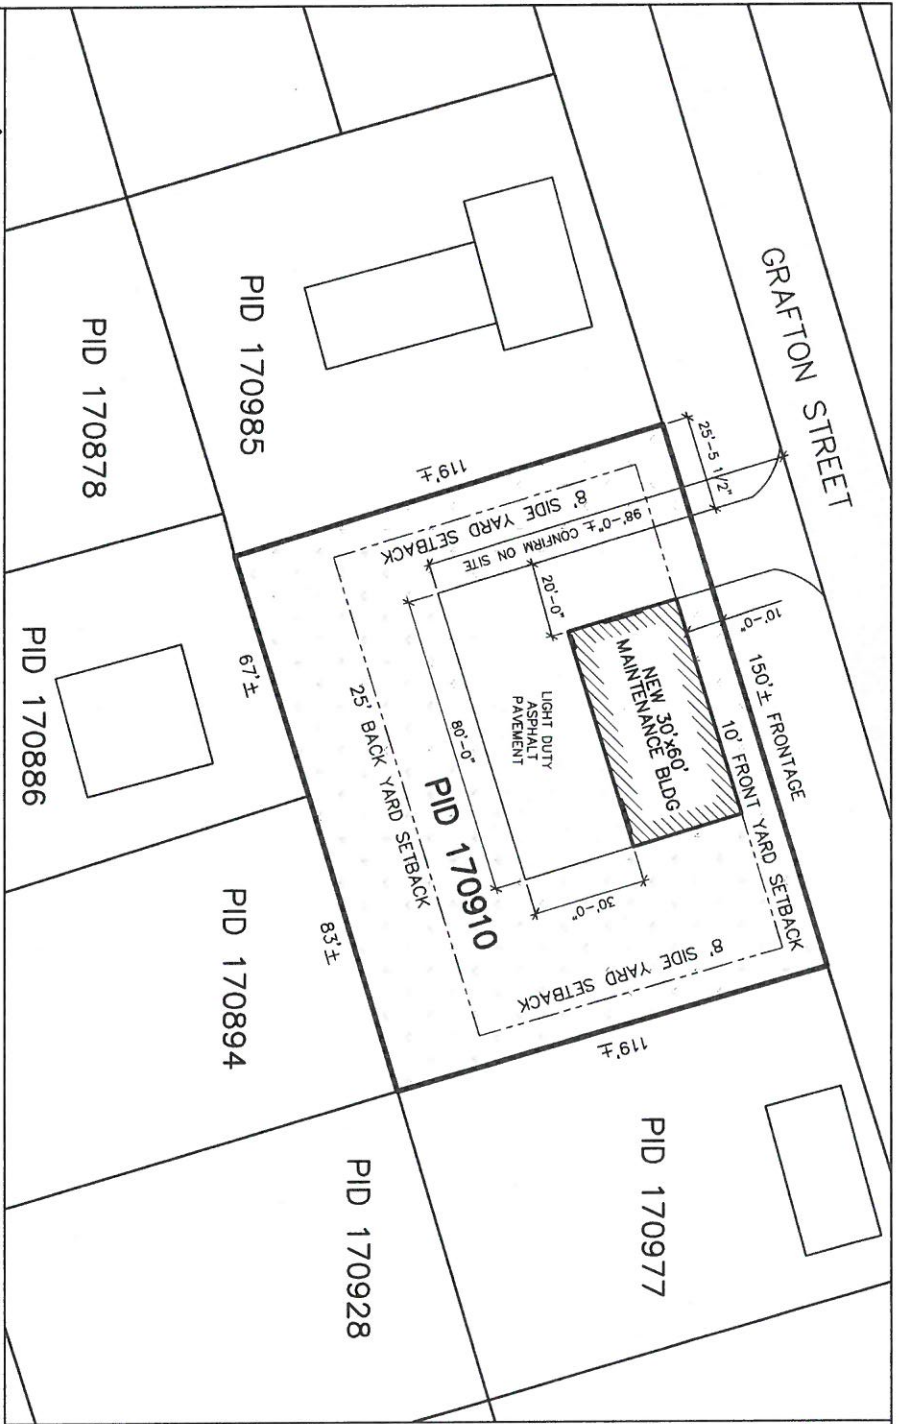 GRAFTON STREET
25'-5 1/2"
150'± FRONTAGE
10'-0"
10' FRONT YARD SETBACK
NEW 30'x60'
MAINTENANCE BLDG
20'-0"
98'-0"± CONFIRM ON SITE
8' SIDE YARD SETBACK
119'±
LIGHT DUTY
ASPHALT
PAVEMENT
80'-0"
30'-0"
PID 170910
8' SIDE YARD SETBACK
119'±
25' BACK YARD SETBACK
67'±
83'±
PID 170985
PID 170977
PID 170878
PID 170886
PID 170894
PID 170928